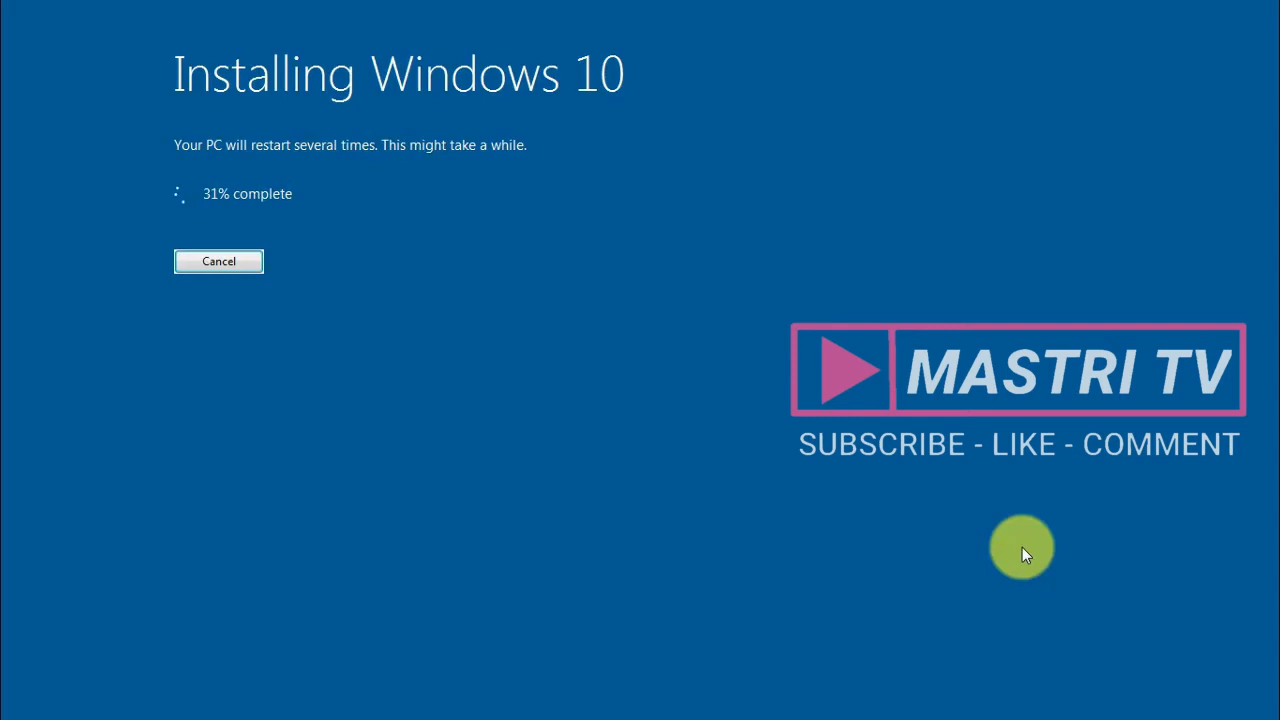 Installing Windows 10
Your PC will restart several times. This might take a while.
31% complete
Cancel
MASTRI TV
SUBSCRIBE - LIKE - COMMENT